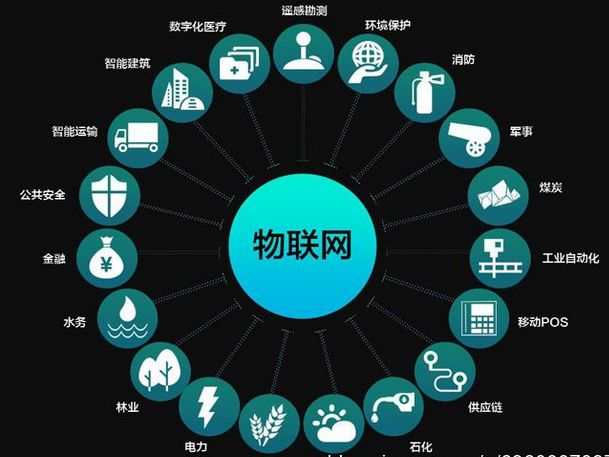 遥感勘测
数字化医疗
环境保护
智能建筑
消防
智能运输
军事
公共安全
煤炭
物联网
金融
¥
工业自动化
水务
移动POS
林业
供应链
电力
石化